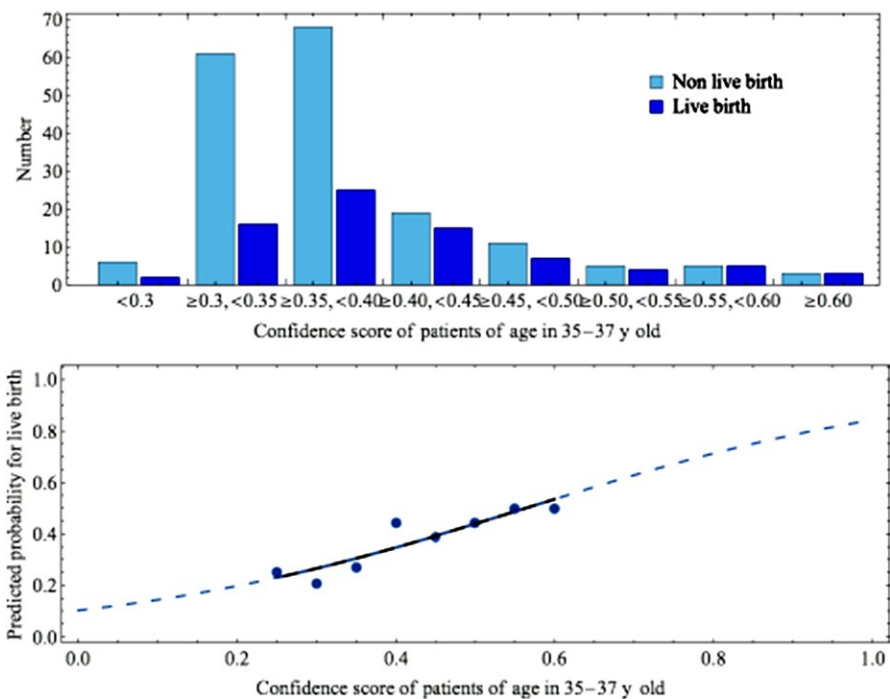 70
60
50
40
30
20
10
0
Number
Non live birth
Live birth
<0.3 ≥0.3, <0.35 ≥0.35, <0.40 ≥0.40, <0.45 ≥0.45, <0.50 ≥0.50, <0.55 ≥0.55, <0.60 ≥0.60
Confidence score of patients of age in 35–37 y old
1.0
0.8
0.6
0.4
0.2
0.0
Predicted probability for live birth
0.0 0.2 0.4 0.6 0.8 1.0
Confidence score of patients of age in 35–37 y old